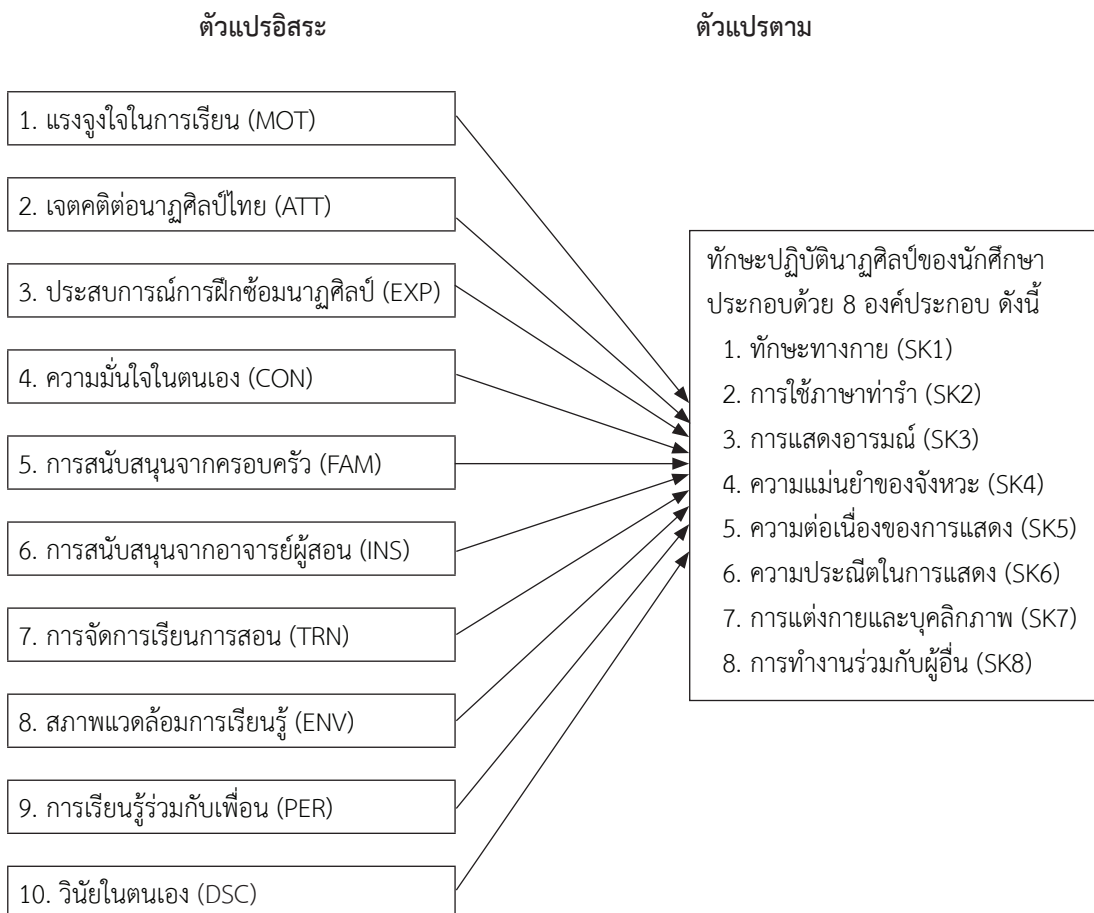 ตัวแปรอิสระ
ตัวแปรตาม
1. แรงจูงใจในการเรียน (MOT)
2. เจตคติต่อนาฏศิลป์ไทย (ATT)
3. ประสบการณ์การฝึกซ้อมนาฏศิลป์ (EXP)
4. ความมั่นใจในตนเอง (CON)
5. การสนับสนุนจากครอบครัว (FAM)
6. การสนับสนุนจากอาจารย์ผู้สอน (INS)
7. การจัดการเรียนการสอน (TRN)
8. สภาพแวดล้อมการเรียนรู้ (ENV)
9. การเรียนรู้ร่วมกับเพื่อน (PER)
10. วินัยในตนเอง (DSC)
ทักษะปฏิบัตินาฏศิลป์ของนักศึกษา
ประกอบด้วย 8 องค์ประกอบ ดังนี้
1. ทักษะทางกาย (SK1)
2. การใช้ภาษาท่ารำ (SK2)
3. การแสดงอารมณ์ (SK3)
4. ความแม่นยำของจังหวะ (SK4)
5. ความต่อเนื่องของการแสดง (SK5)
6. ความประณีตในการแสดง (SK6)
7. การแต่งกายและบุคลิกภาพ (SK7)
8. การทำงานร่วมกับผู้อื่น (SK8)